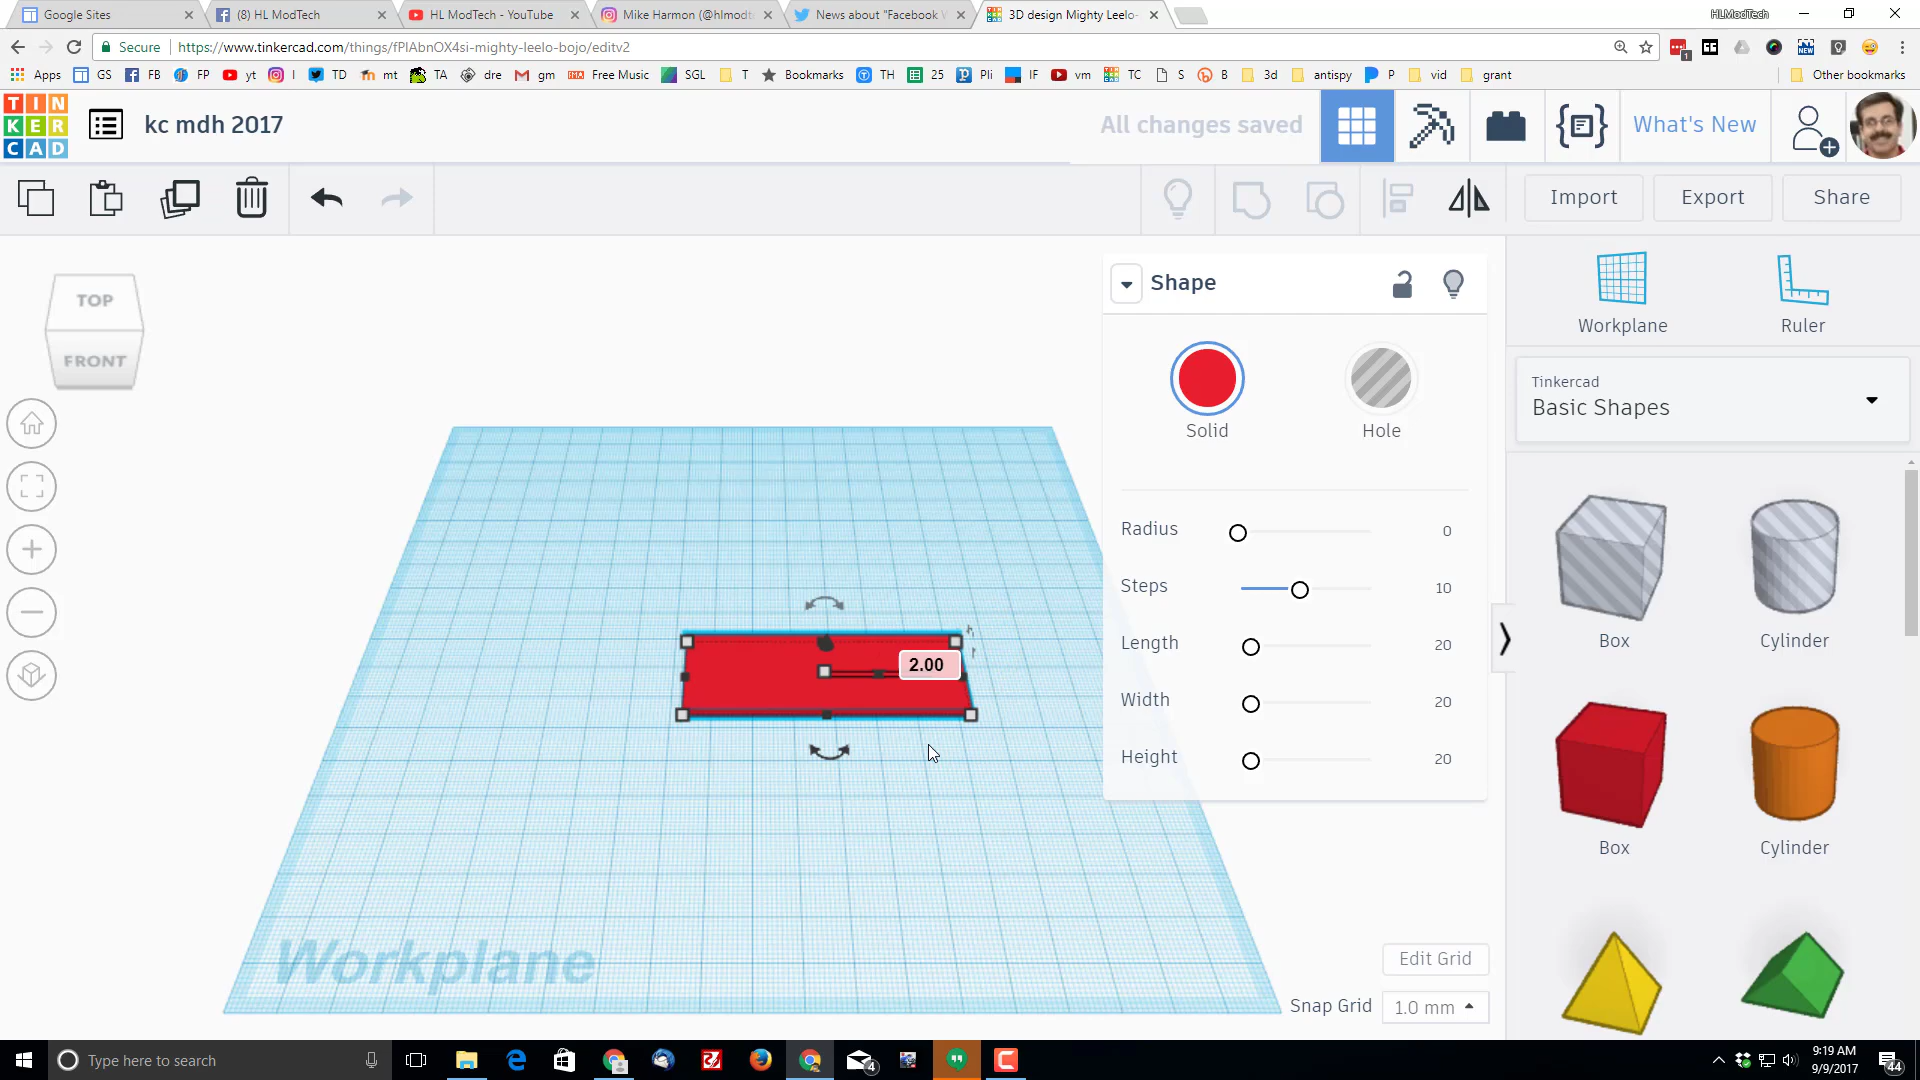 Google Sites
(8) HL ModTech
HL ModTech - YouTube
Mike Harmon (@hlmodt
News about "Facebook
3D design Mighty Leelo-
HLModTech
Secure
https://www.tinkercad.com/things/fPlAbnOX4si-mighty-leelo-bojo/editv2
Apps GS FB FP yt I TD mt TA dre gm Free Music SGL T Bookmarks TH 25 Pli IF vm TC S B 3d antispy P vid grant Other bookmarks
TIN
KER
CAD
kc mdh 2017
All changes saved
What's New
Import
Export
Share
TOP
FRONT
Shape
Solid
Hole
Radius 0
Steps 10
Length 20
Width 20
Height 20
2.00
Workplane
Ruler
Tinkercad
Basic Shapes
Box
Cylinder
Box
Cylinder
Workplane
Edit Grid
Snap Grid 1.0 mm
Type here to search
4
9:19 AM
9/9/2017
44